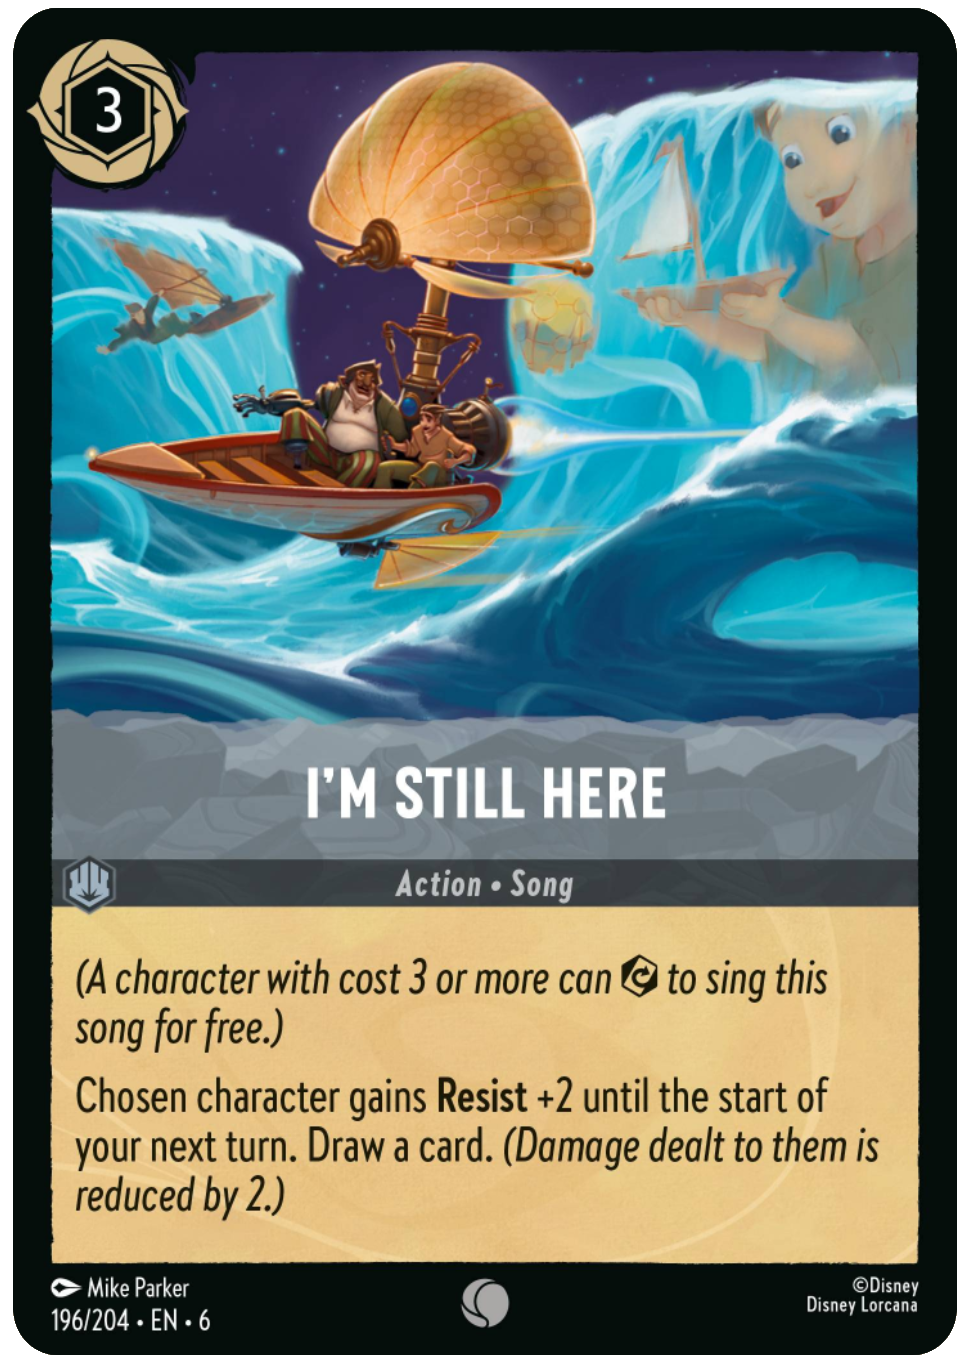 3
I'M STILL HERE
Action • Song
(A character with cost 3 or more can to sing this
song for free.)
Chosen character gains Resist +2 until the start of
your next turn. Draw a card. (Damage dealt to them is
reduced by 2.)
Mike Parker
196/204 • EN • 6
©Disney
Disney Lorcana